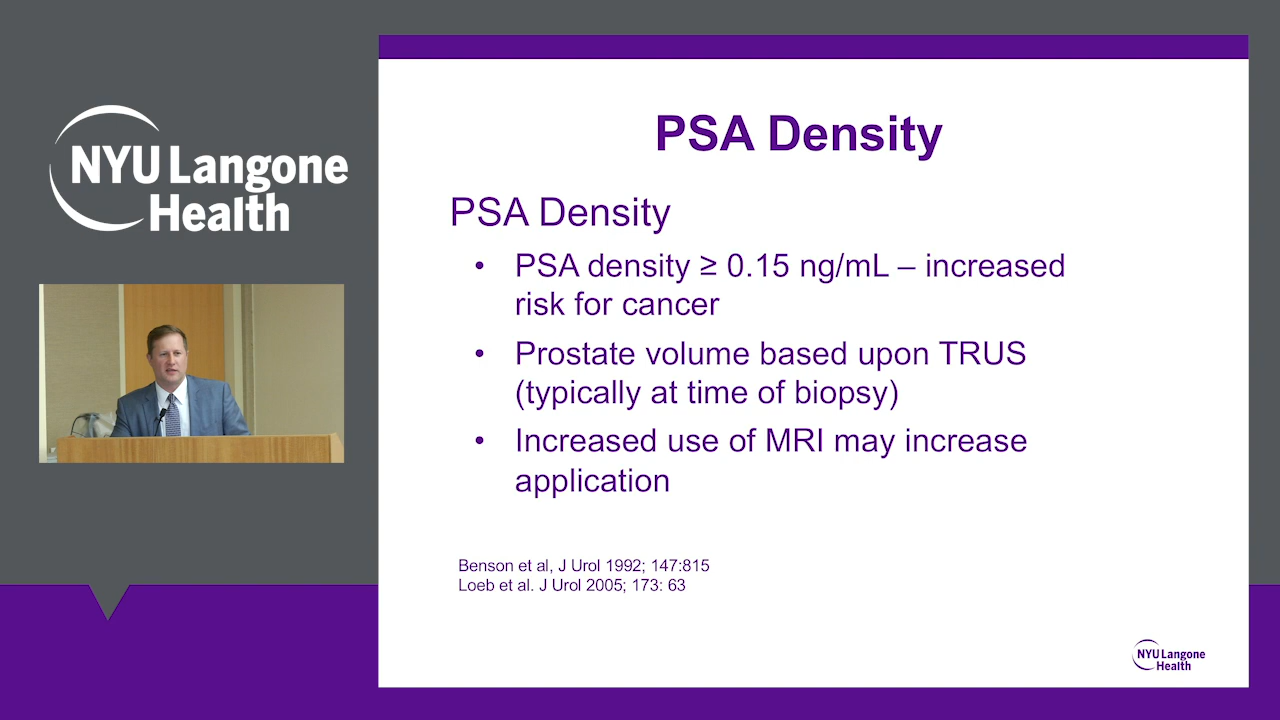 NYU Langone
Health
PSA Density
PSA Density
• PSA density ≥ 0.15 ng/mL – increased
risk for cancer
• Prostate volume based upon TRUS
(typically at time of biopsy)
• Increased use of MRI may increase
application
Benson et al, J Urol 1992; 147:815
Loeb et al. J Urol 2005; 173: 63
NYU Langone
Health